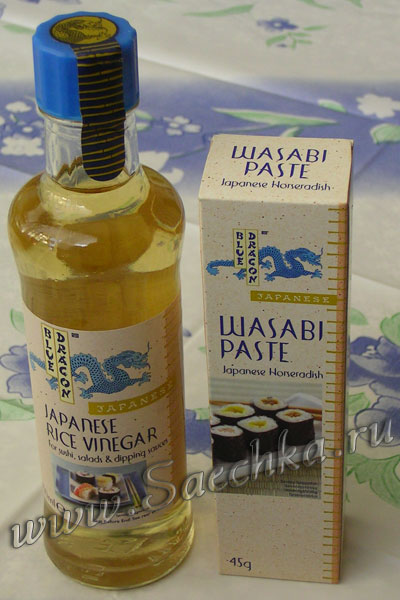 BLUE DRAGON
JAPANESE
JAPANESE
RICE VINEGAR
For sushi, salads & dipping sauces
WASABI
PASTE
Japanese Horseradish
BLUE DRAGON
JAPANESE
WASABI
PASTE
Japanese Horseradish
45g
www.Saechka.ru